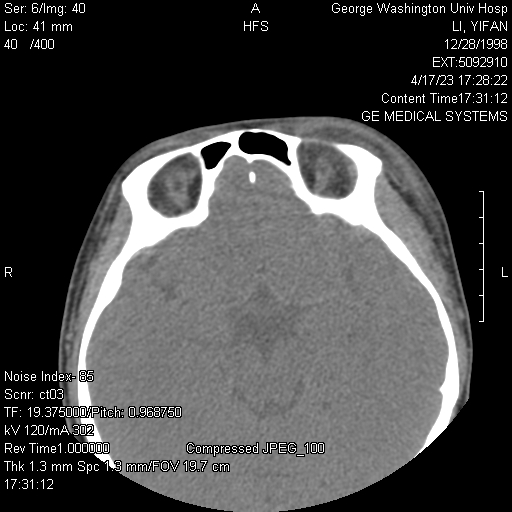 Ser: 6/Img: 40
Loc: 41 mm
40 /400
A
HFS
George Washington Univ Hosp
LI, YIFAN
12/28/1998
EXT:5092910
4/17/23 17:28:22
Content Time17:31:12
GE MEDICAL SYSTEMS
R
L
Noise Index- 85
Scnr: ct03
TF: 19.375000/Pitch: 0.968750
kV 120/mA 302
Rev Time1.000000
Compressed JPEG_100
Thk 1.3 mm Spc 1.3 mm/FOV 19.7 cm
17:31:12